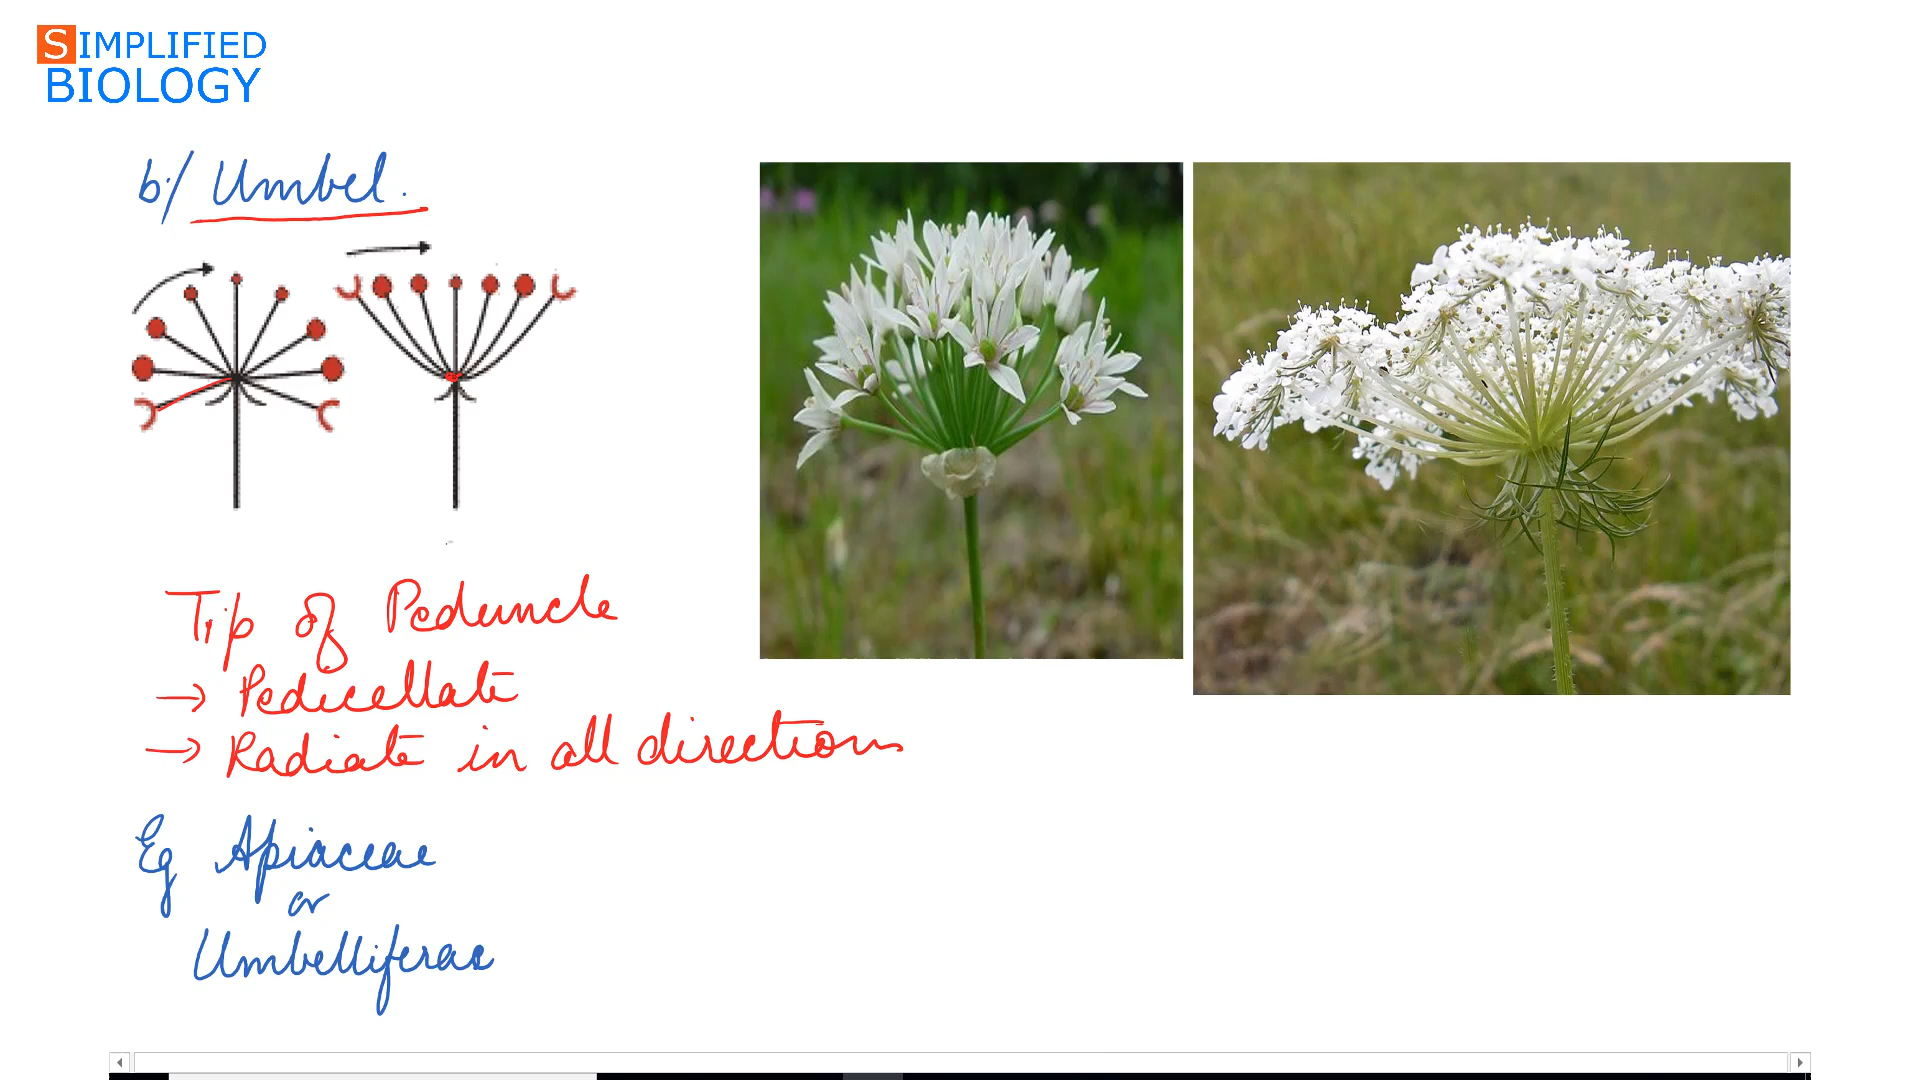 SIMPLIFIED
BIOLOGY
b/ Umbel.
Tip of Peduncle
→ Pedicellate
→ Radiate in all directions
Eg Apiaceae
or
Umbelliferae